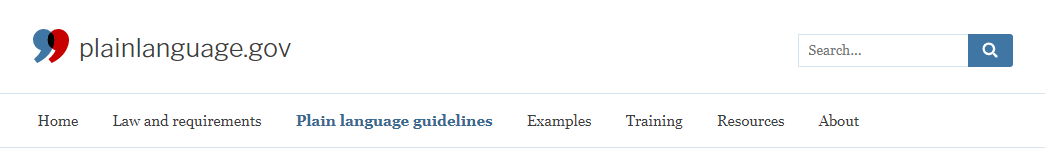 plainlanguage.gov
Search...
Home Law and requirements Plain language guidelines Examples Training Resources About